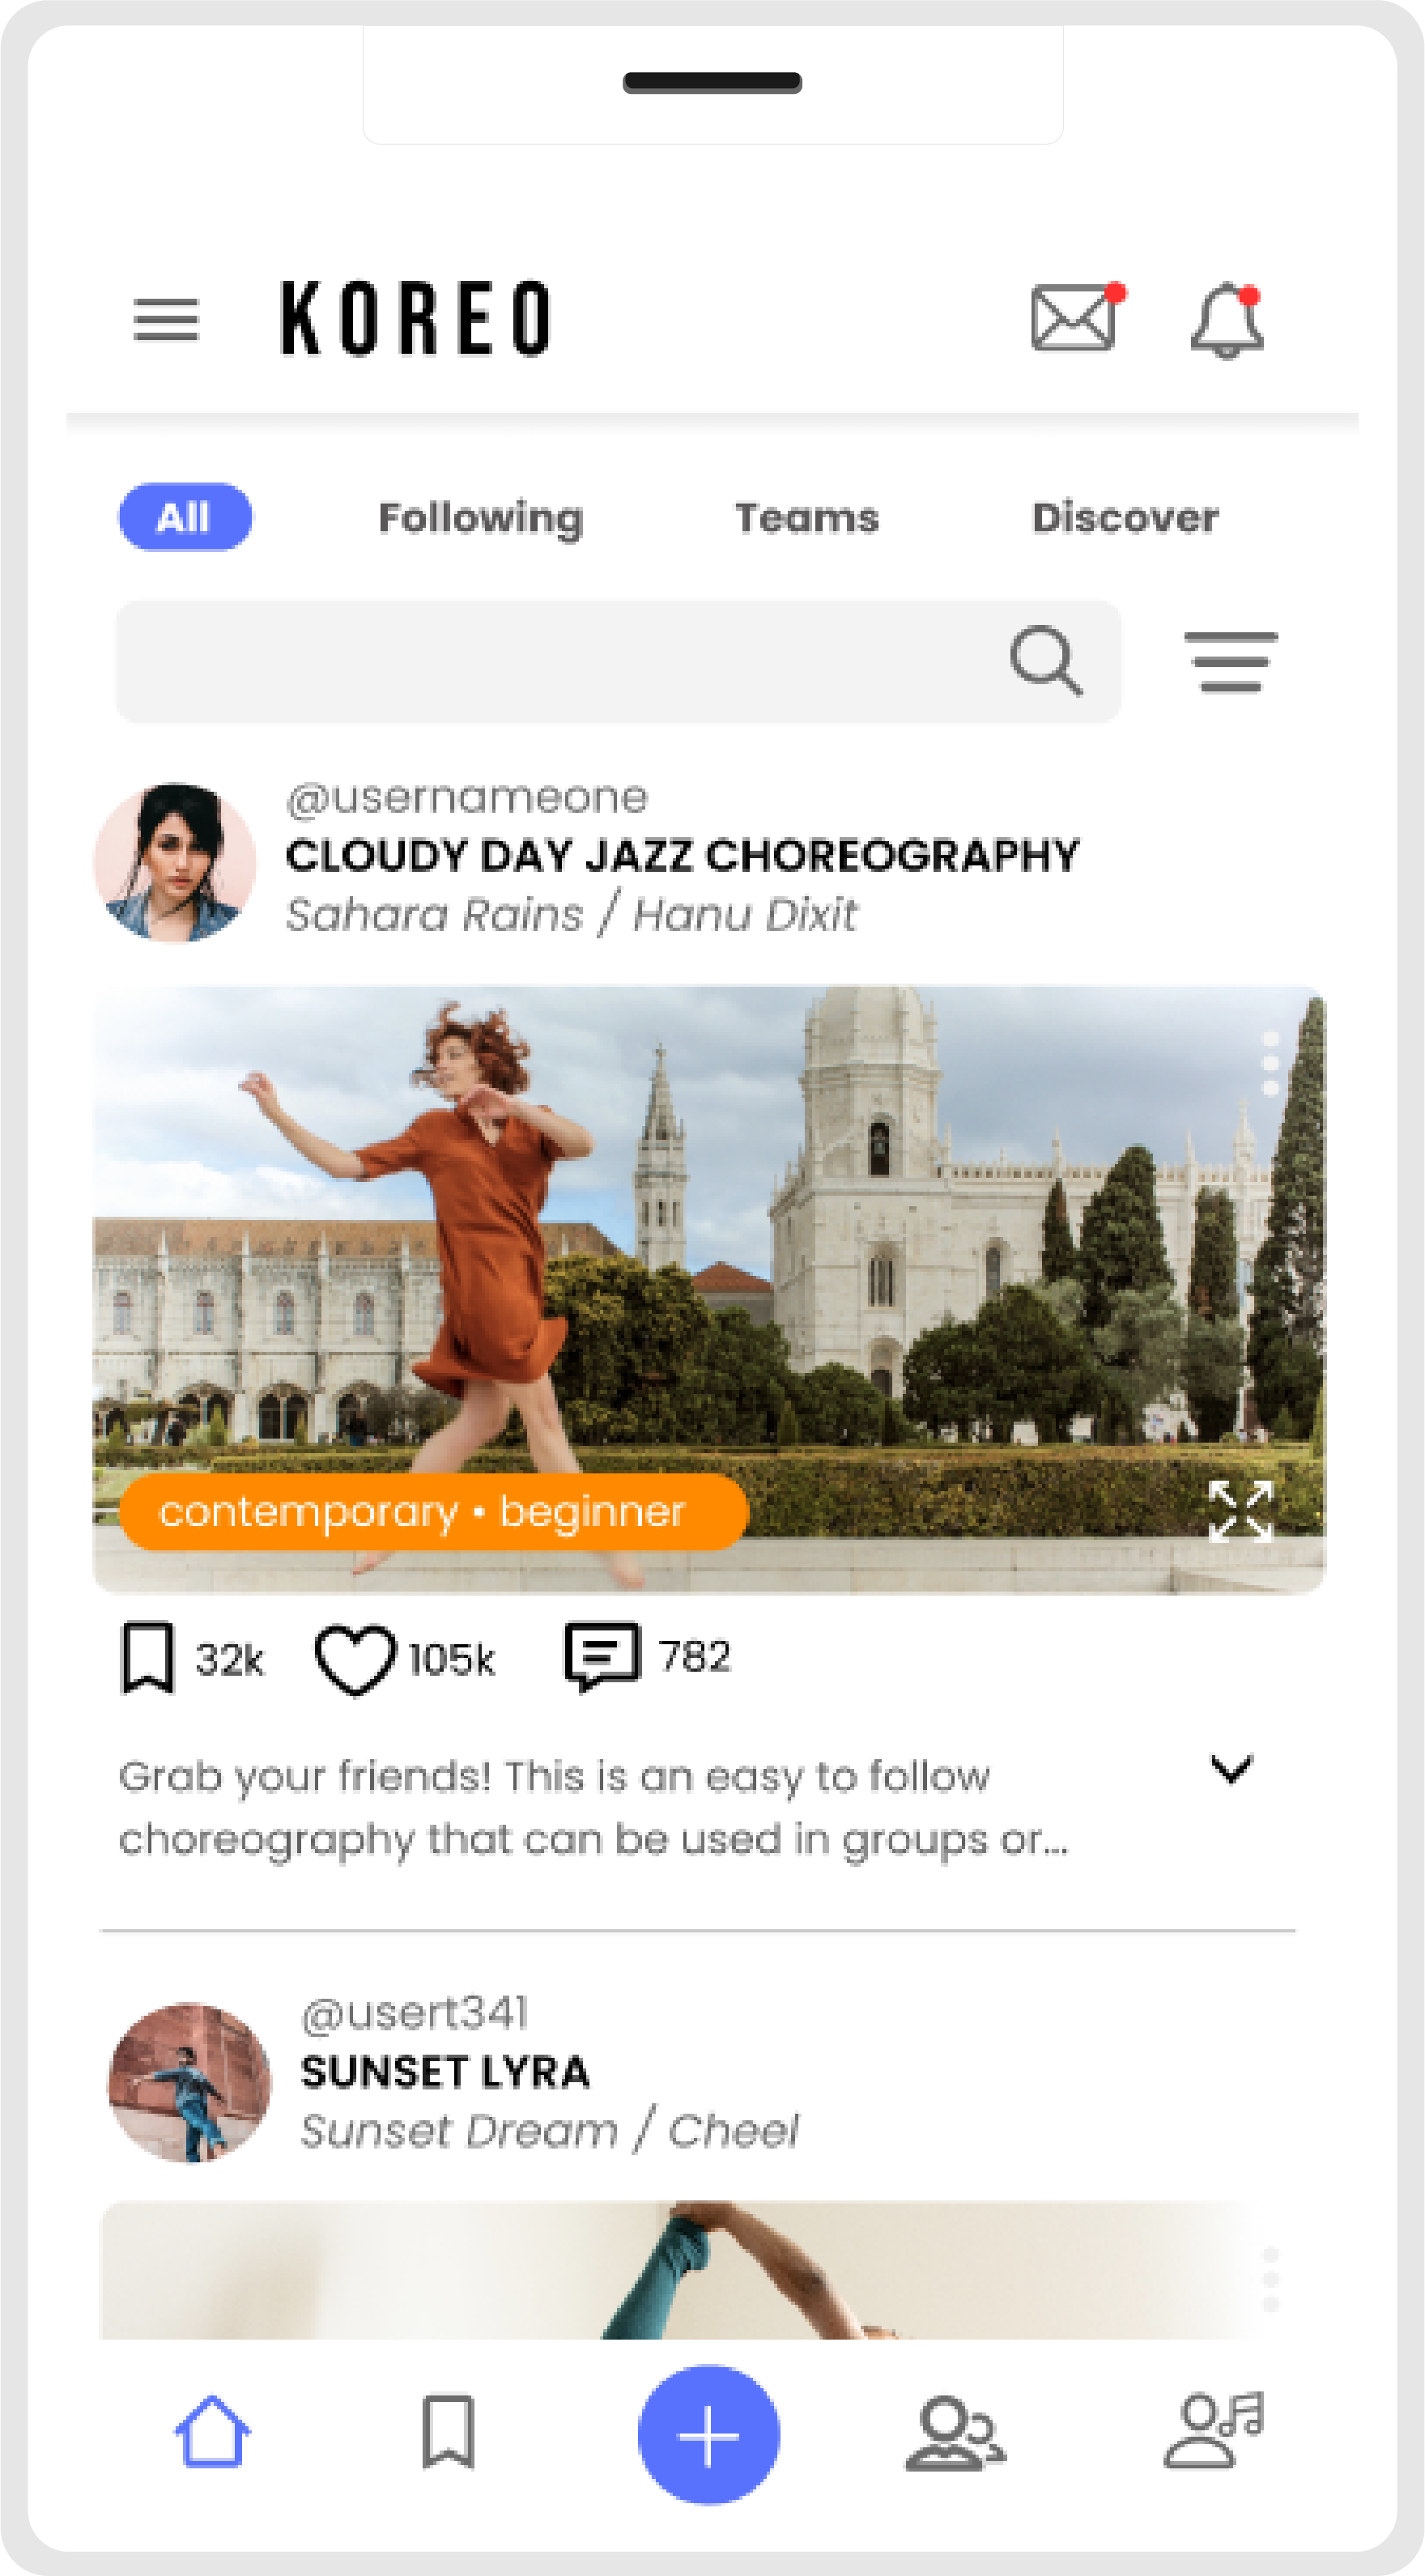 KOREO
All Following Teams Discover
@usernameone
CLOUDY DAY JAZZ CHOREOGRAPHY
Sahara Rains / Hanu Dixit
contemporary • beginner
32k 105k 782
Grab your friends! This is an easy to follow
choreography that can be used in groups or...
@usert341
SUNSET LYRA
Sunset Dream / Cheel